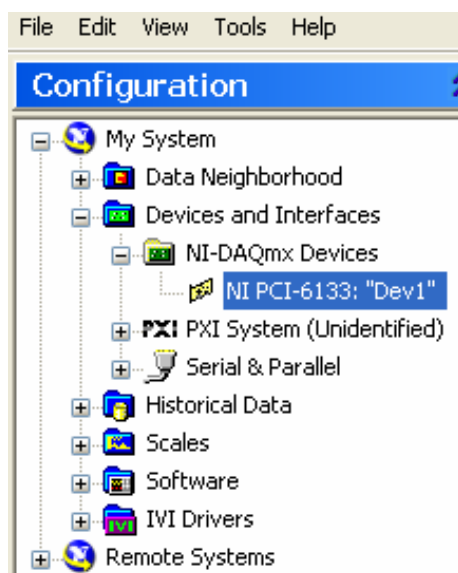 File Edit View Tools Help
Configuration
My System
Data Neighborhood
Devices and Interfaces
NI-DAQmx Devices
NI PCI-6133: "Dev1"
PXI PXI System (Unidentified)
Serial & Parallel
Historical Data
Scales
Software
IVI IVI Drivers
Remote Systems